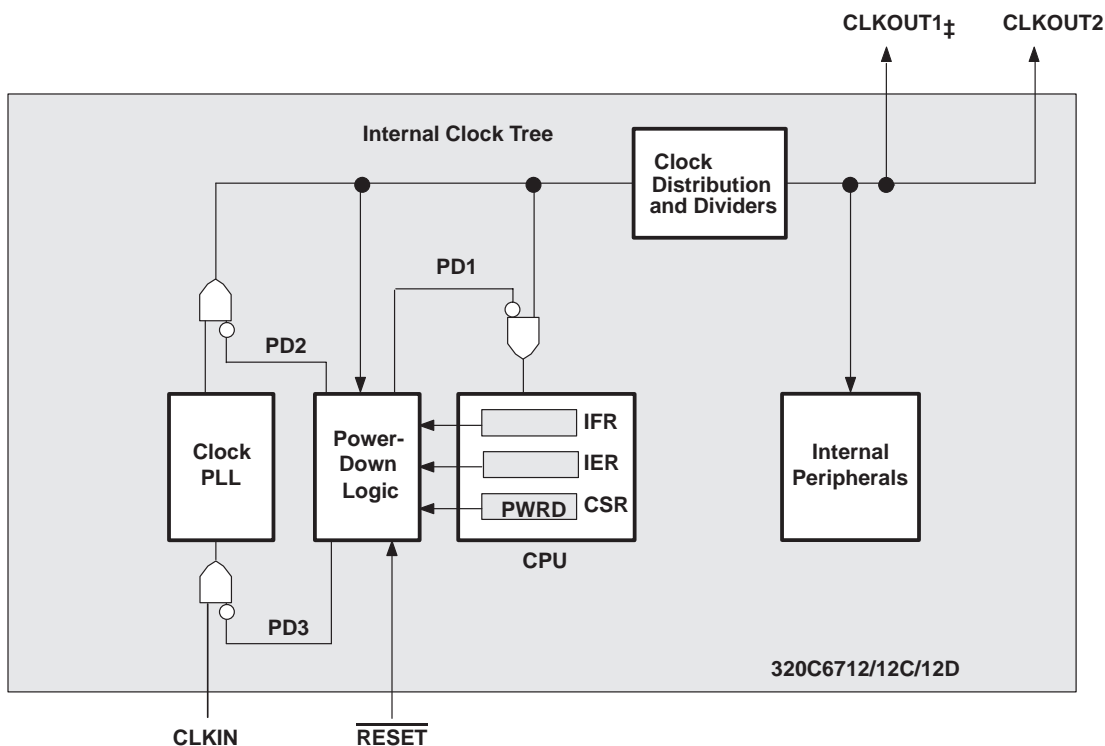 CLKOUT1‡ CLKOUT2
Internal Clock Tree
Clock
Distribution
and Dividers
PD1
PD2
Clock
PLL
Power-
Down
Logic
IFR
IER
PWRD CSR
CPU
Internal
Peripherals
PD3
320C6712/12C/12D
CLKIN
RESET